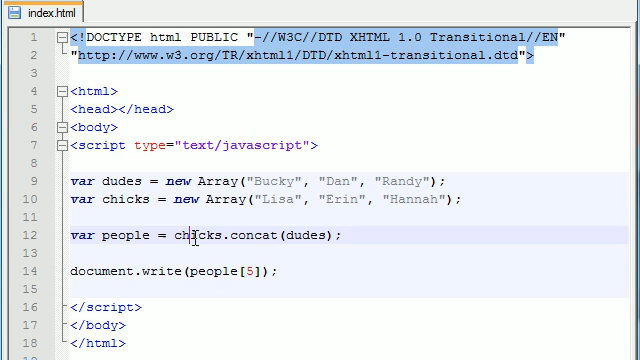 index.html
1 <!DOCTYPE html PUBLIC "-//W3C//DTD XHTML 1.0 Transitional//EN"
2 "http://www.w3.org/TR/xhtml1/DTD/xhtml1-transitional.dtd">
3
4 <html>
5 <head></head>
6 <body>
7 <script type="text/javascript">
8
9 var dudes = new Array("Bucky", "Dan", "Randy");
10 var chicks = new Array("Lisa", "Erin", "Hannah");
11
12 var people = chicks.concat(dudes);
13
14 document.write(people[5]);
15
16 </script>
17 </body>
18 </html>